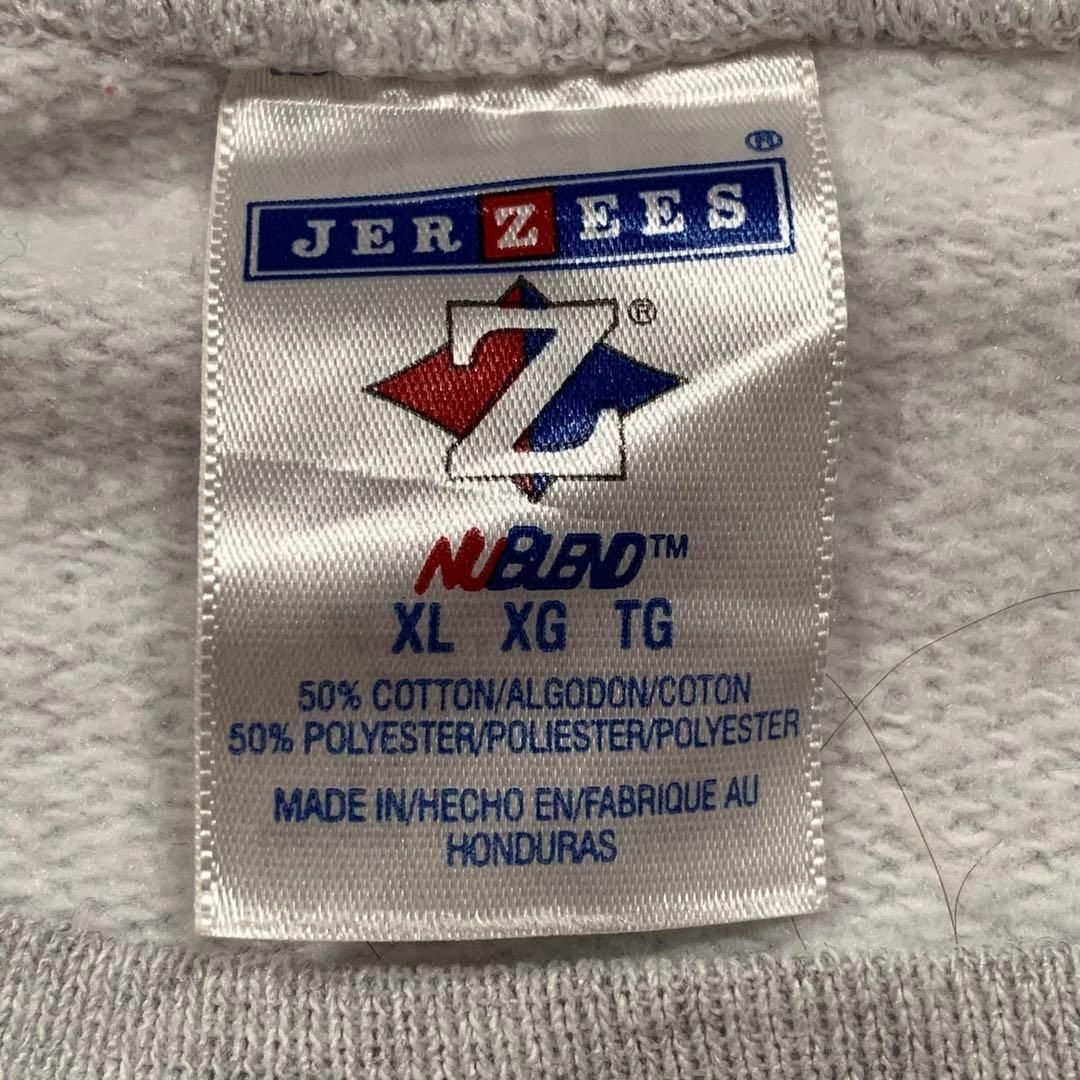 ®
JERZEES
Z®
NUBLEND™
XL XG TG
50% COTTON/ALGODON/COTON
50% POLYESTER/POLIESTER/POLYESTER
MADE IN/HECHO EN/FABRIQUE AU
HONDURAS